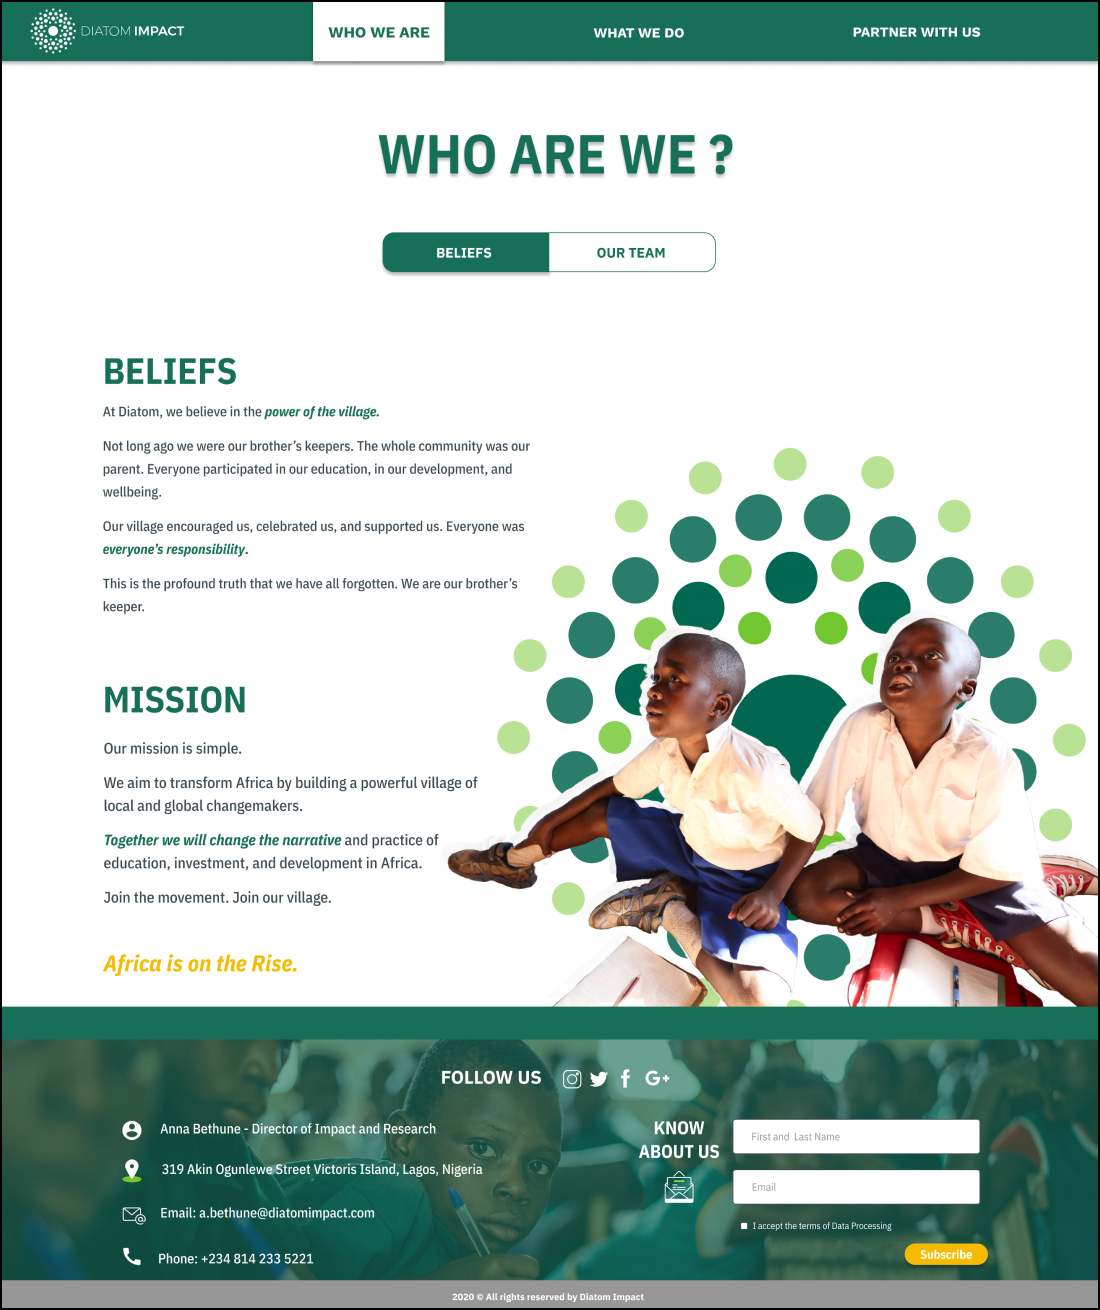 DIATOM IMPACT
WHO WE ARE
WHAT WE DO
PARTNER WITH US
WHO ARE WE ?
BELIEFS
OUR TEAM
BELIEFS
At Diatom, we believe in the power of the village.
Not long ago we were our brother's keepers. The whole community was our
parent. Everyone participated in our education, in our development, and
wellbeing.
Our village encouraged us, celebrated us, and supported us. Everyone was
everyone's responsibility.
This is the profound truth that we have all forgotten. We are our brother's
keeper.
MISSION
Our mission is simple.
We aim to transform Africa by building a powerful village of
local and global changemakers.
Together we will change the narrative and practice of
education, investment, and development in Africa.
Join the movement. Join our village.
Africa is on the Rise.
FOLLOW US
G+
Anna Bethune - Director of Impact and Research
319 Akin Ogunlewe Street Victoris Island, Lagos, Nigeria
Email: a.bethune@diatomimpact.com
Phone: +234 814 233 5221
KNOW
ABOUT US
First and Last Name
Email
I accept the terms of Data Processing
Subscribe
2020 © All rights reserved by Diatom Impact